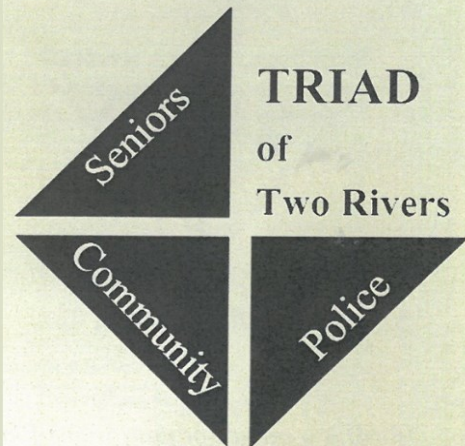 Seniors
TRIAD
of
Two Rivers
Community
Police